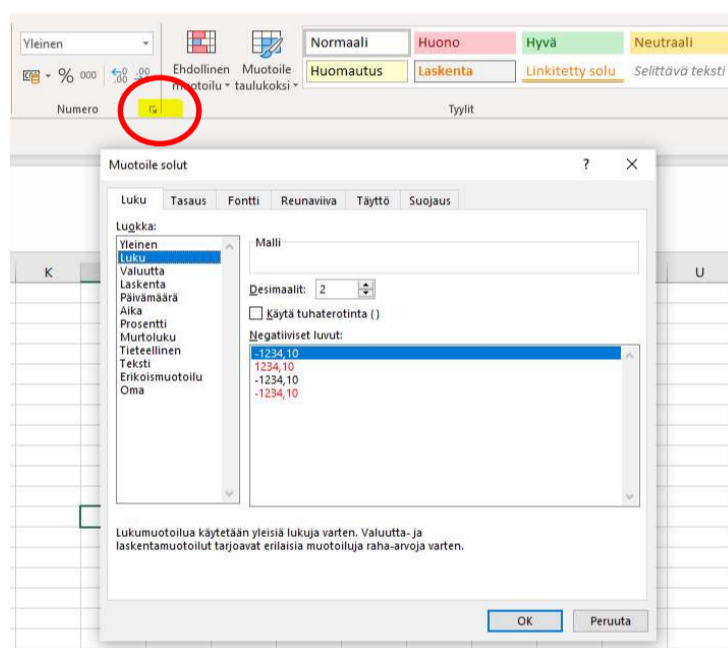 Yleinen
Normaali Huono Hyvä Neutraali
% 000
Ehdollinen Muotoile
muotoilu taulukoksi
Huomautus Laskenta Linkitetty solu Selittävä teksti
Numero Tyylit
Muotoile solut ? ×
Luku Tasaus Fontti Reunaviiva Täyttö Suojaus
Luokka:
Yleinen
Luku
Valuutta
Laskenta
Päivämäärä
Aika
Prosentti
Murtoluku
Tieteellinen
Teksti
Erikoismuotoilu
Oma
Malli
Desimaalit: 2
Käytä tuhaterotinta ( )
Negatiiviset luvut:
-1234,10
1234,10
-1234,10
-1234,10
K U
Lukumuotoilua käytetään yleisiä lukuja varten. Valuutta- ja
laskentamuotoilut tarjoavat erilaisia muotoiluja raha-arvoja varten.
OK Peruuta